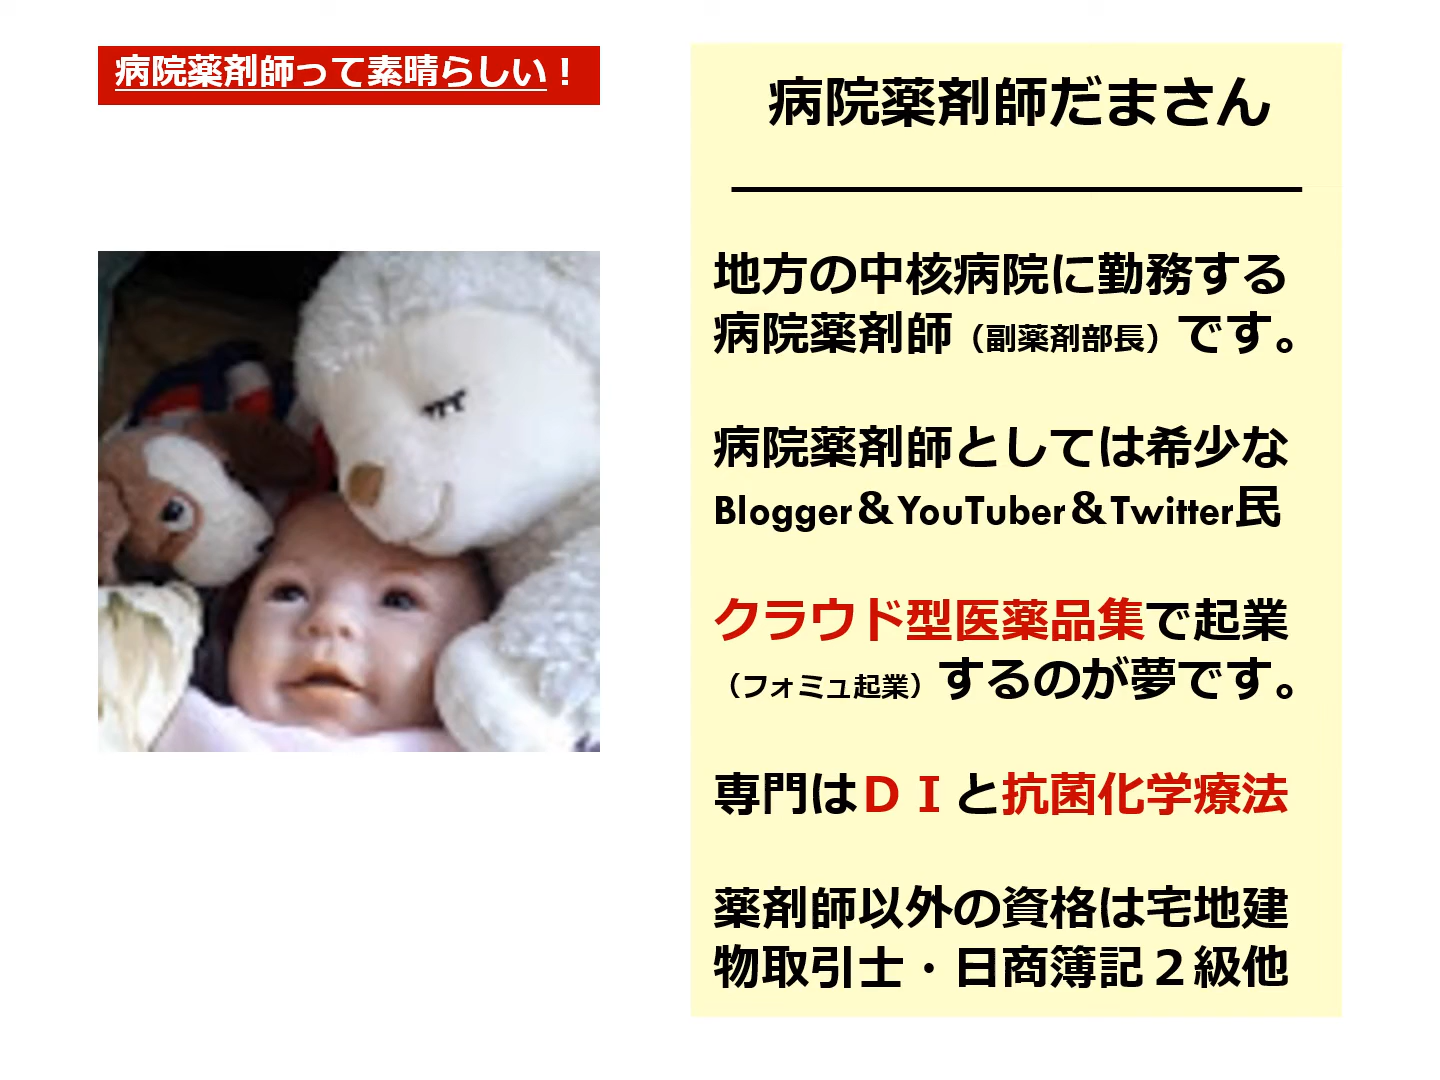 病院薬剤師って素晴らしい！
病院薬剤師だまさん
地方の中核病院に勤務する
病院薬剤師（副薬剤部長）です。
病院薬剤師としては希少な
Blogger＆YouTuber＆Twitter民
クラウド型医薬品集で起業
（フォミュ起業）するのが夢です。
専門はＤＩと抗菌化学療法
薬剤師以外の資格は宅地建
物取引士・日商簿記２級他